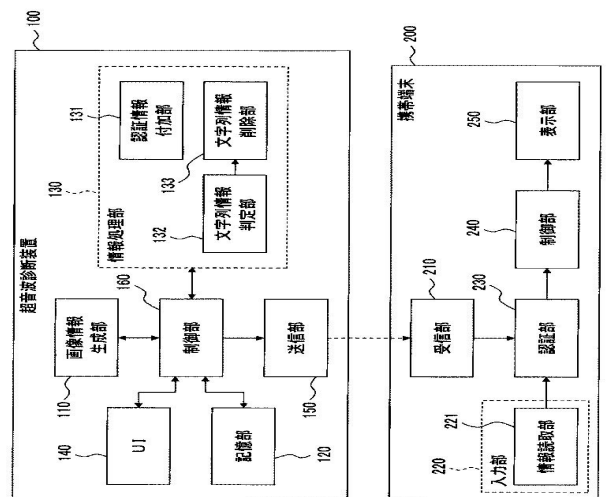 100
超音波診断装置
130
情報処理部
131
認証情報
付加部
132
文字列情報
判定部
133
文字列情報
削除部
110
画像情報
生成部
160
制御部
140
UI
120
記憶部
150
送信部
200
携帯端末
210
受信部
220
入力部
221
情報読取部
230
認証部
240
制御部
250
表示部